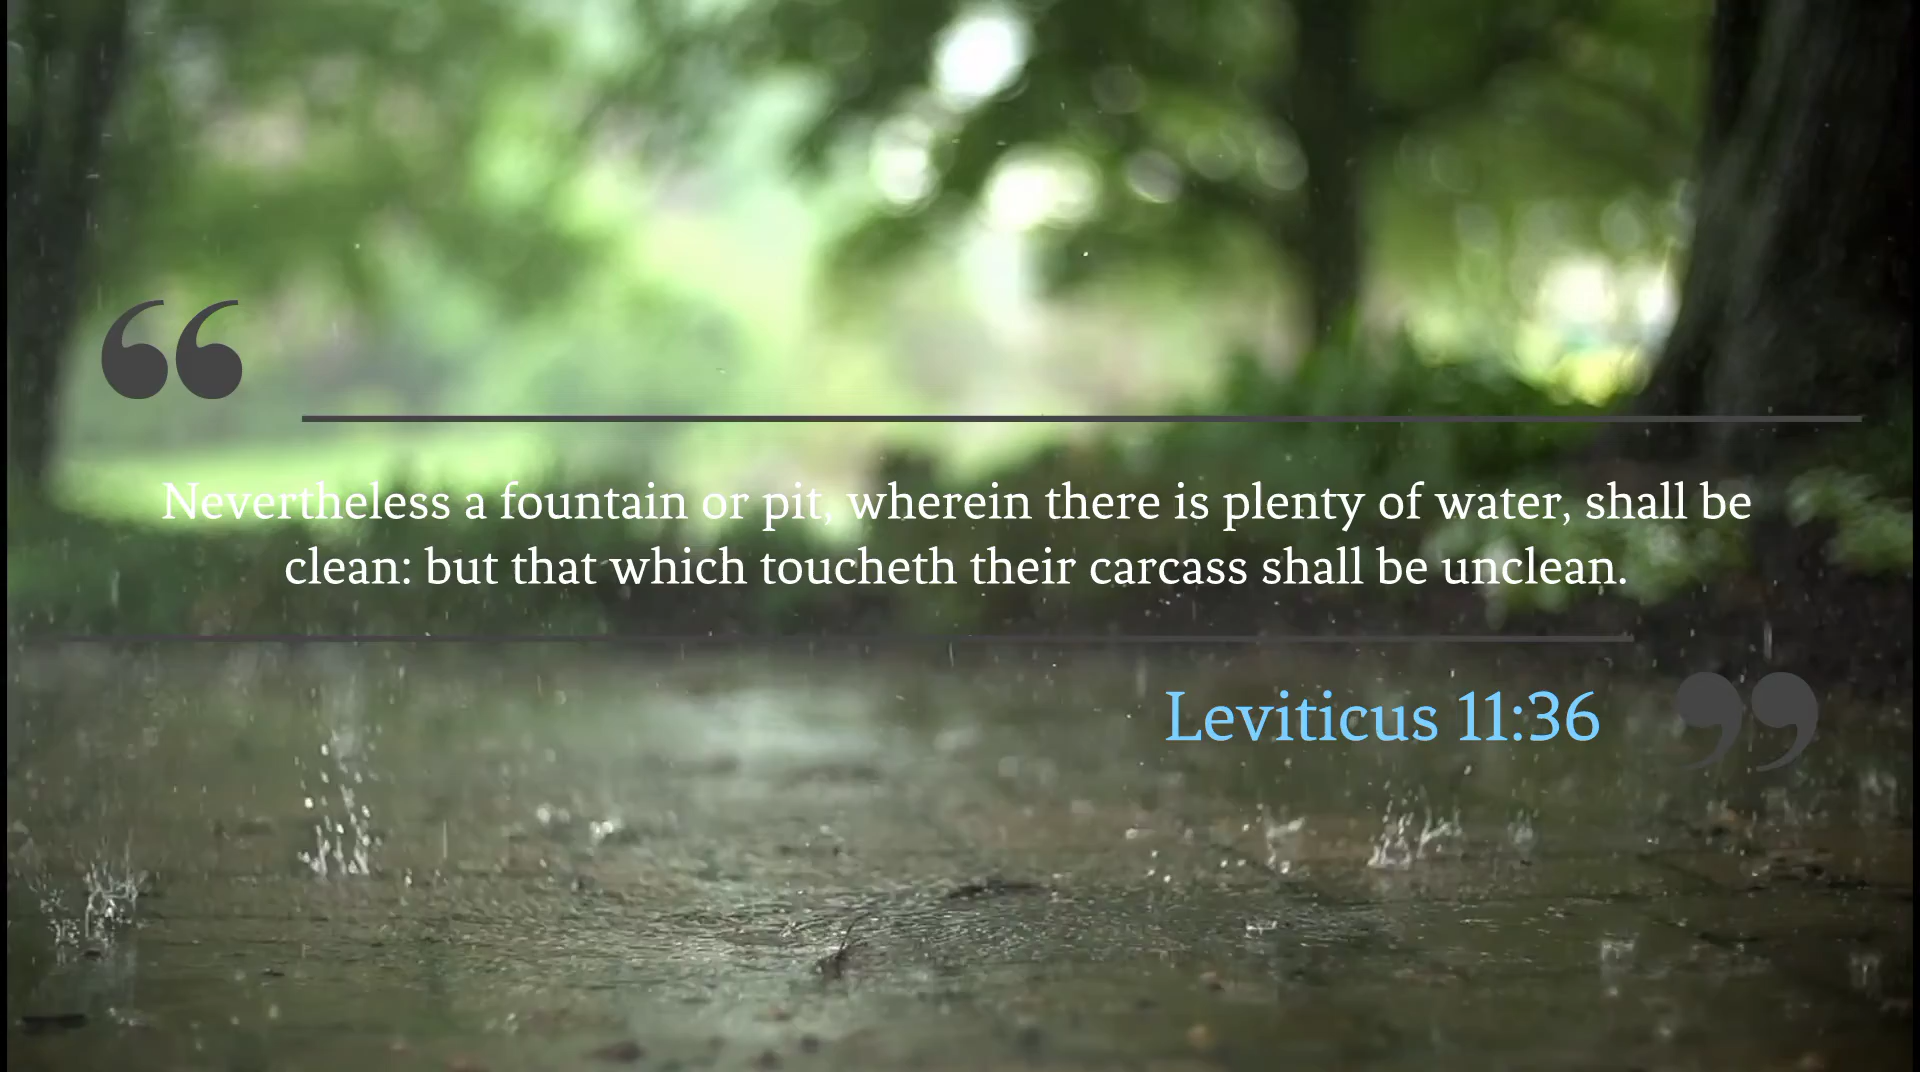 “
Nevertheless a fountain or pit, wherein there is plenty of water, shall be
clean: but that which toucheth their carcass shall be unclean.
Leviticus 11:36 ”